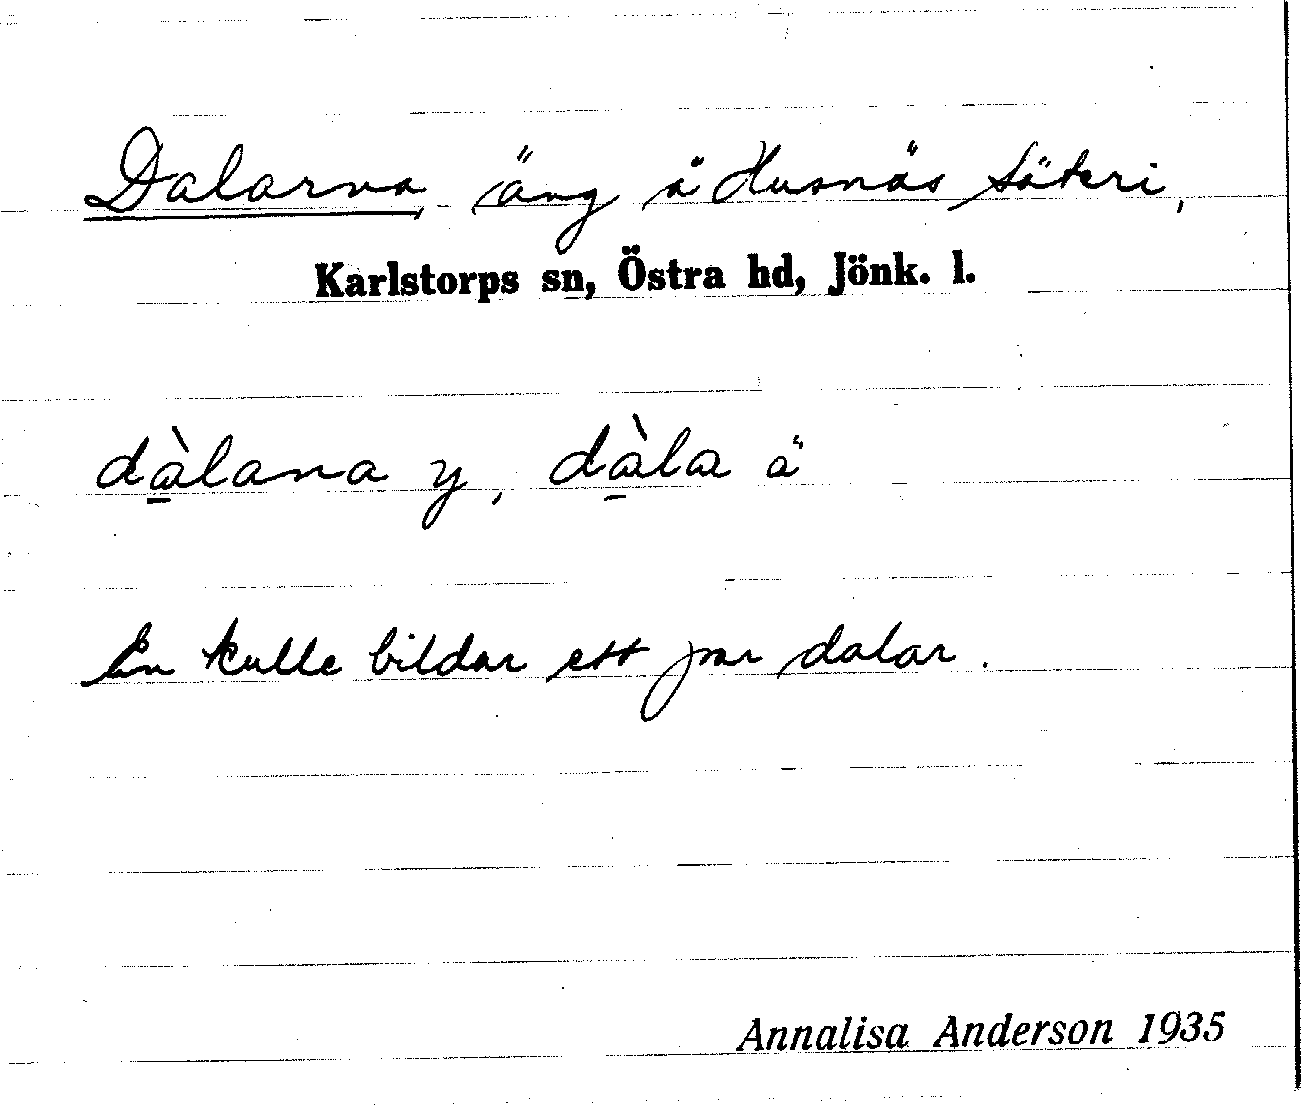 Dalarna, äng å Husnäs säteri,
Karlstorps sn, Östra hd, Jönk. l.
dàlana y, dàla å
En kulle bildar ett par dalar.
Annalisa Anderson 1935